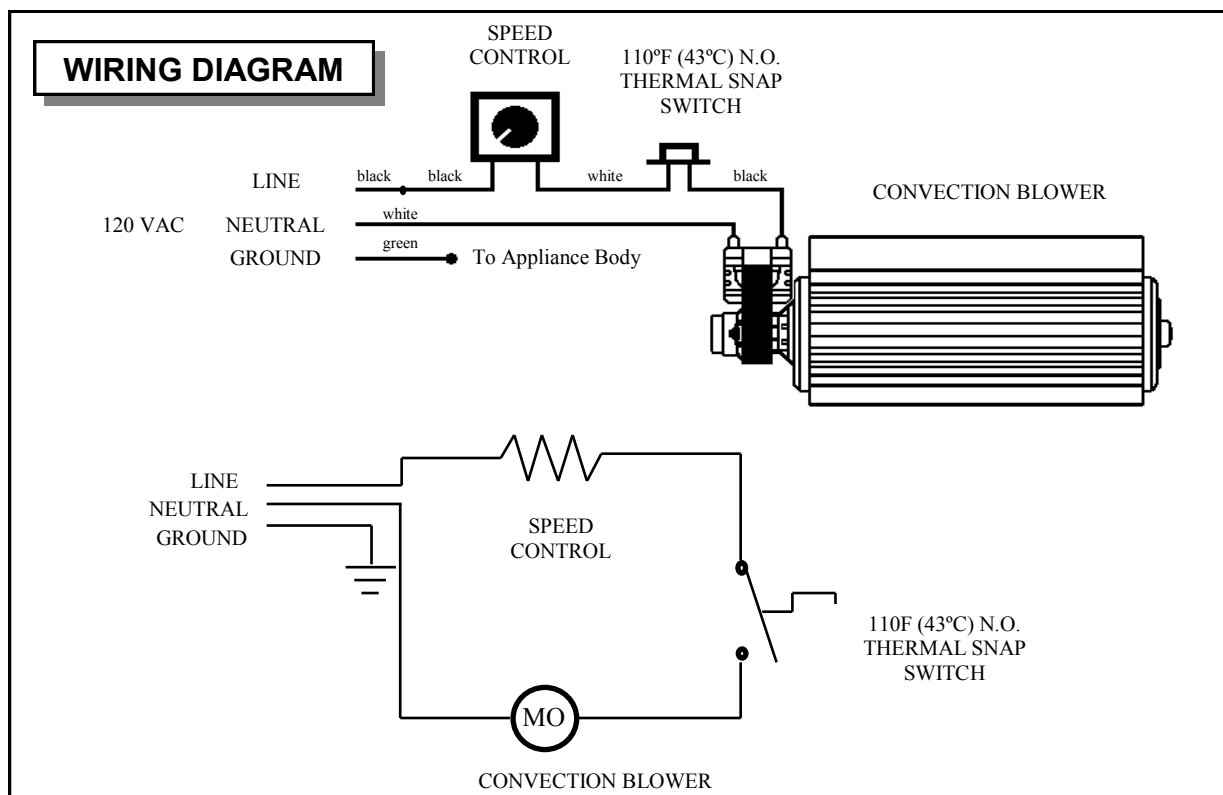 WIRING DIAGRAM
SPEED
CONTROL
110ºF (43ºC) N.O.
THERMAL SNAP
SWITCH
LINE
black
black
white
black
CONVECTION BLOWER
120 VAC
NEUTRAL
white
GROUND
green
To Appliance Body
LINE
NEUTRAL
GROUND
SPEED
CONTROL
110F (43ºC) N.O.
THERMAL SNAP
SWITCH
MO
CONVECTION BLOWER